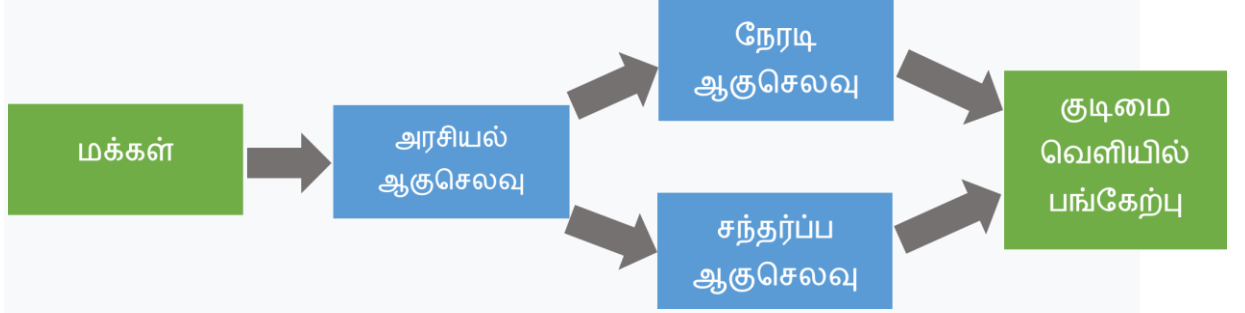 மக்கள்
அரசியல்
ஆகுசெலவு
நேரடி
ஆகுசெலவு
சந்தர்ப்ப
ஆகுசெலவு
குடிமை
வெளியில்
பங்கேற்பு